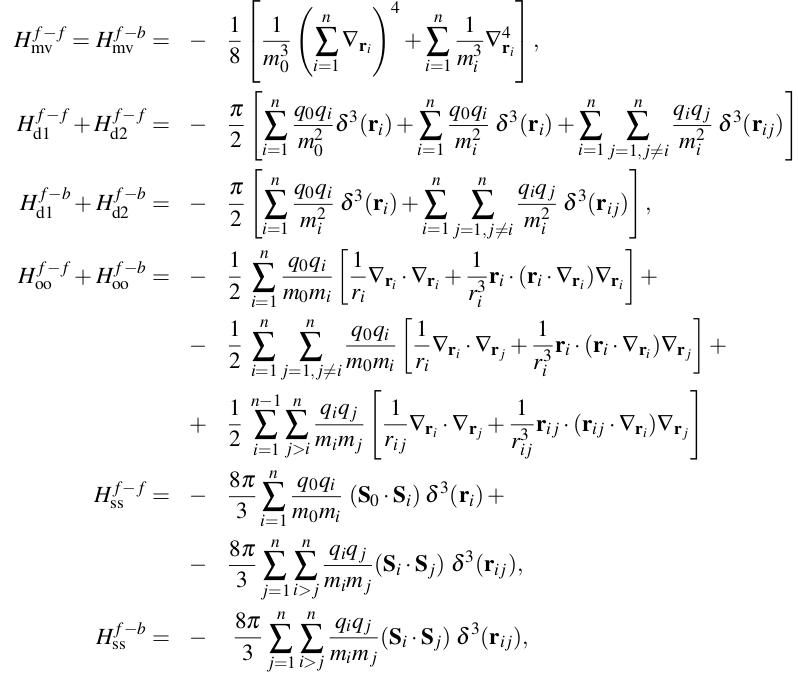 H_{\rm mv}^{f-f} = H_{\rm mv}^{f-b} = - \frac{1}{8} \left[ \frac{1}{m_0^3} \left( \sum_{i=1}^{n} \nabla_{\mathbf{r}_i} \right)^4 + \sum_{i=1}^{n} \frac{1}{m_i^3} \nabla_{\mathbf{r}_i}^4 \right],
H_{\rm d1}^{f-f} + H_{\rm d2}^{f-f} = - \frac{\pi}{2} \left[ \sum_{i=1}^{n} \frac{q_0 q_i}{m_0^2} \delta^3(\mathbf{r}_i) + \sum_{i=1}^{n} \frac{q_0 q_i}{m_i^2} \delta^3(\mathbf{r}_i) + \sum_{i=1}^{n} \sum_{j=1, j \neq i}^{n} \frac{q_i q_j}{m_i^2} \delta^3(\mathbf{r}_{ij}) \right]
H_{\rm d1}^{f-b} + H_{\rm d2}^{f-b} = - \frac{\pi}{2} \left[ \sum_{i=1}^{n} \frac{q_0 q_i}{m_i^2} \delta^3(\mathbf{r}_i) + \sum_{i=1}^{n} \sum_{j=1, j \neq i}^{n} \frac{q_i q_j}{m_i^2} \delta^3(\mathbf{r}_{ij}) \right],
H_{\rm oo}^{f-f} + H_{\rm oo}^{f-b} = - \frac{1}{2} \sum_{i=1}^{n} \frac{q_0 q_i}{m_0 m_i} \left[ \frac{1}{r_i} \nabla_{\mathbf{r}_i} \cdot \nabla_{\mathbf{r}_i} + \frac{1}{r_i^3} \mathbf{r}_i \cdot (\mathbf{r}_i \cdot \nabla_{\mathbf{r}_i}) \nabla_{\mathbf{r}_i} \right] +
- \frac{1}{2} \sum_{i=1}^{n} \sum_{j=1, j \neq i}^{n} \frac{q_0 q_i}{m_0 m_i} \left[ \frac{1}{r_i} \nabla_{\mathbf{r}_i} \cdot \nabla_{\mathbf{r}_j} + \frac{1}{r_i^3} \mathbf{r}_i \cdot (\mathbf{r}_i \cdot \nabla_{\mathbf{r}_i}) \nabla_{\mathbf{r}_j} \right] +
+ \frac{1}{2} \sum_{i=1}^{n-1} \sum_{j>i}^{n} \frac{q_i q_j}{m_i m_j} \left[ \frac{1}{r_{ij}} \nabla_{\mathbf{r}_i} \cdot \nabla_{\mathbf{r}_j} + \frac{1}{r_{ij}^3} \mathbf{r}_{ij} \cdot (\mathbf{r}_{ij} \cdot \nabla_{\mathbf{r}_i}) \nabla_{\mathbf{r}_j} \right]
H_{\rm ss}^{f-f} = - \frac{8\pi}{3} \sum_{i=1}^{n} \frac{q_0 q_i}{m_0 m_i} (\mathbf{S}_0 \cdot \mathbf{S}_i) \delta^3(\mathbf{r}_i) +
- \frac{8\pi}{3} \sum_{j=1}^{n} \sum_{i>j}^{n} \frac{q_i q_j}{m_i m_j} (\mathbf{S}_i \cdot \mathbf{S}_j) \delta^3(\mathbf{r}_{ij}),
H_{\rm ss}^{f-b} = - \frac{8\pi}{3} \sum_{j=1}^{n} \sum_{i>j}^{n} \frac{q_i q_j}{m_i m_j} (\mathbf{S}_i \cdot \mathbf{S}_j) \delta^3(\mathbf{r}_{ij}),